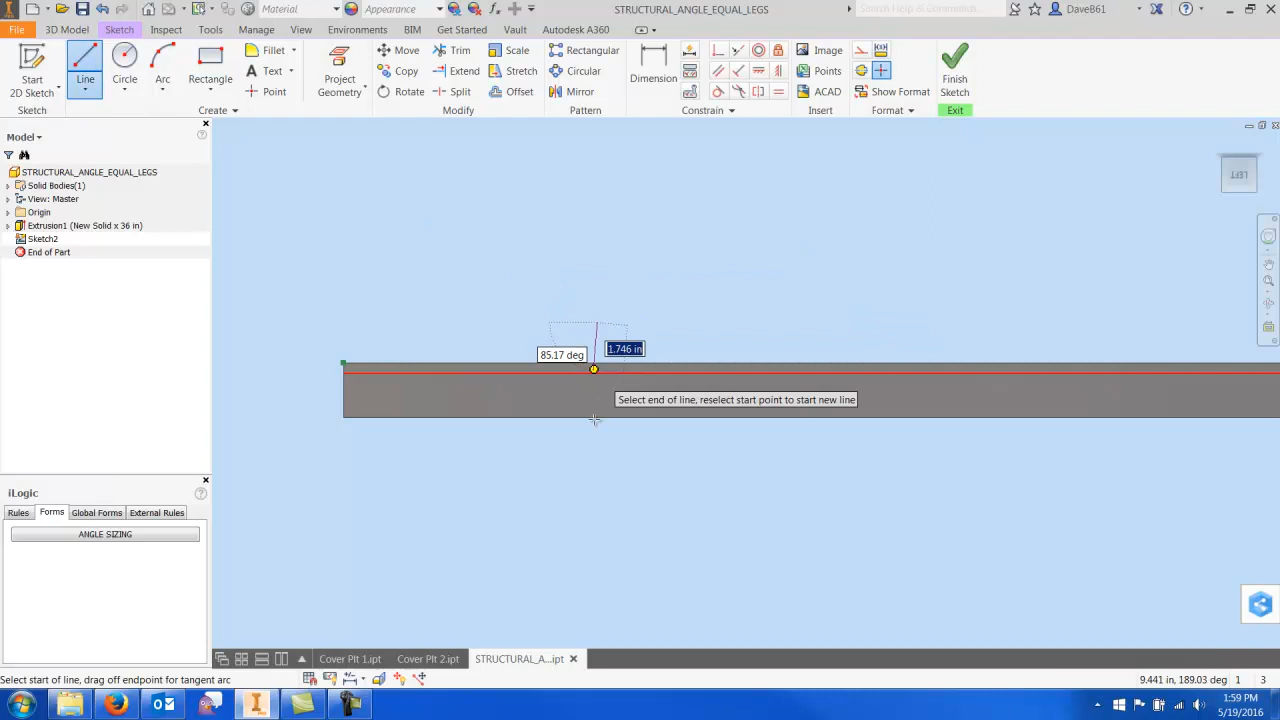 Material
Appearance
STRUCTURAL_ANGLE_EQUAL_LEGS
Search Help & Commands...
DaveB61
File 3D Model Sketch Inspect Tools Manage View Environments BIM Get Started Vault Autodesk A360
Start
2D Sketch
Line
Circle
Arc
Rectangle
Fillet
Text
Point
Project
Geometry
Move
Copy
Rotate
Trim
Extend
Split
Scale
Stretch
Offset
Rectangular
Circular
Mirror
Dimension
Image
Points
ACAD
Show Format
Finish
Sketch
Sketch Create Modify Pattern Constrain Insert Format Exit
Model
STRUCTURAL_ANGLE_EQUAL_LEGS
Solid Bodies(1)
View: Master
Origin
Extrusion1 (New Solid x 36 in)
Sketch2
End of Part
LEFT
85.17 deg
1.746 in
Select end of line, reselect start point to start new line
iLogic
Rules Forms Global Forms External Rules
ANGLE SIZING
Cover Plt 1.ipt Cover Plt 2.ipt STRUCTURAL_A...ipt
Select start of line, drag off endpoint for tangent arc
9.441 in, 189.03 deg 1 3
1:59 PM
5/19/2016